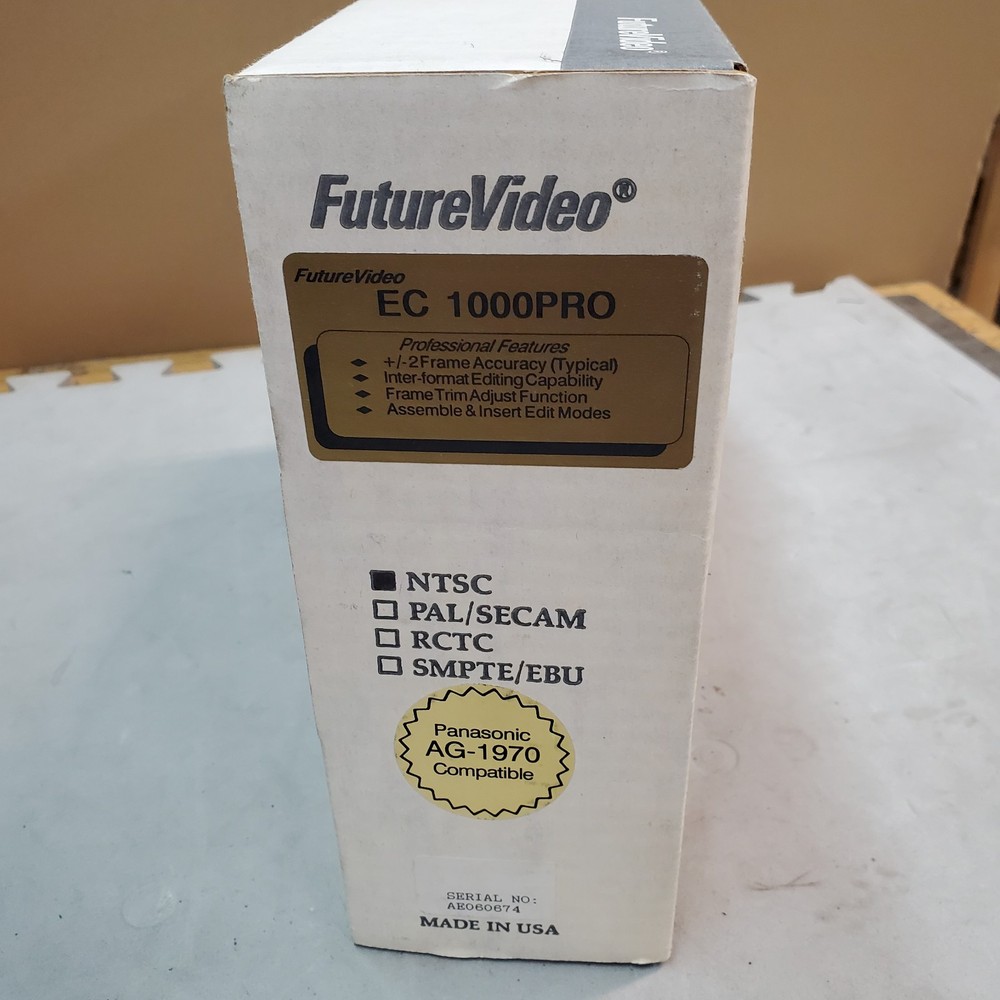 FutureVideo®
FutureVideo®
FutureVideo
EC 1000PRO
Professional Features
+/-2 Frame Accuracy (Typical)
Inter-format Editing Capability
Frame Trim Adjust Function
Assemble & Insert Edit Modes
NTSC
PAL/SECAM
RCTC
SMPTE/EBU
Panasonic
AG-1970
Compatible
SERIAL NO:
AE060674
MADE IN USA